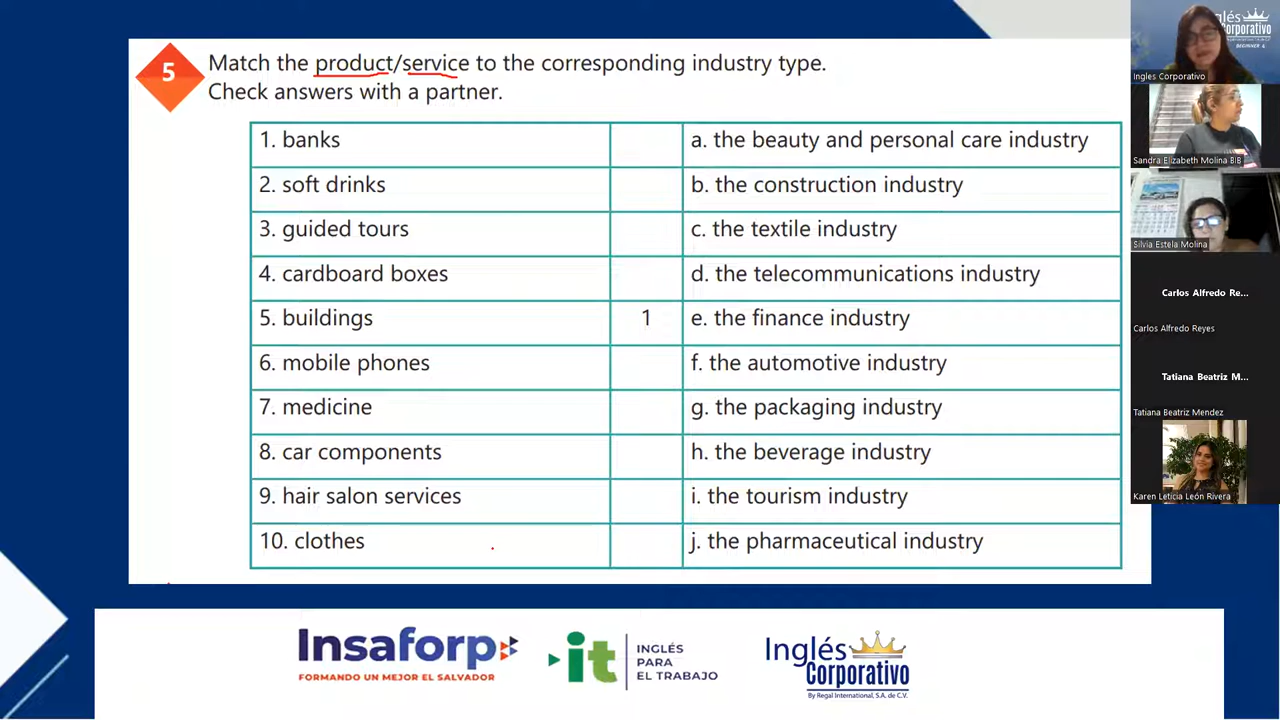 5
Match the product/service to the corresponding industry type.
Check answers with a partner.
1. banks
a. the beauty and personal care industry
2. soft drinks
b. the construction industry
3. guided tours
c. the textile industry
4. cardboard boxes
d. the telecommunications industry
5. buildings
1
e. the finance industry
6. mobile phones
f. the automotive industry
7. medicine
g. the packaging industry
8. car components
h. the beverage industry
9. hair salon services
i. the tourism industry
10. clothes
j. the pharmaceutical industry
Insaforp
FORMANDO UN MEJOR EL SALVADOR
it
INGLÉS
PARA
EL TRABAJO
Inglés
Corporativo
By Regal International, S.A. de C.V.
glés
Corporativo
BEGINNER 4
Ingles Corporativo
Sandra Elizabeth Molina BIB
Silvia Estela Molina
Carlos Alfredo Re...
Carlos Alfredo Reyes
Tatiana Beatriz M...
Tatiana Beatriz Mendez
Karen Leticia León Rivera